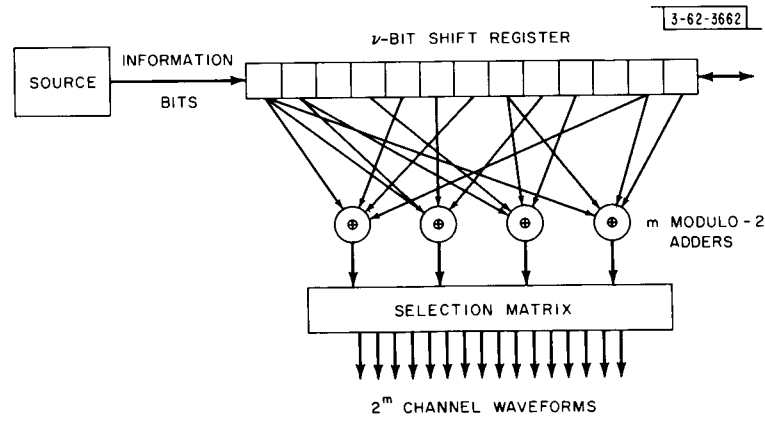 3-62-3662
ν-BIT SHIFT REGISTER
INFORMATION
SOURCE
BITS
⊕ ⊕ ⊕ ⊕
m MODULO-2
ADDERS
SELECTION MATRIX
2^m CHANNEL WAVEFORMS